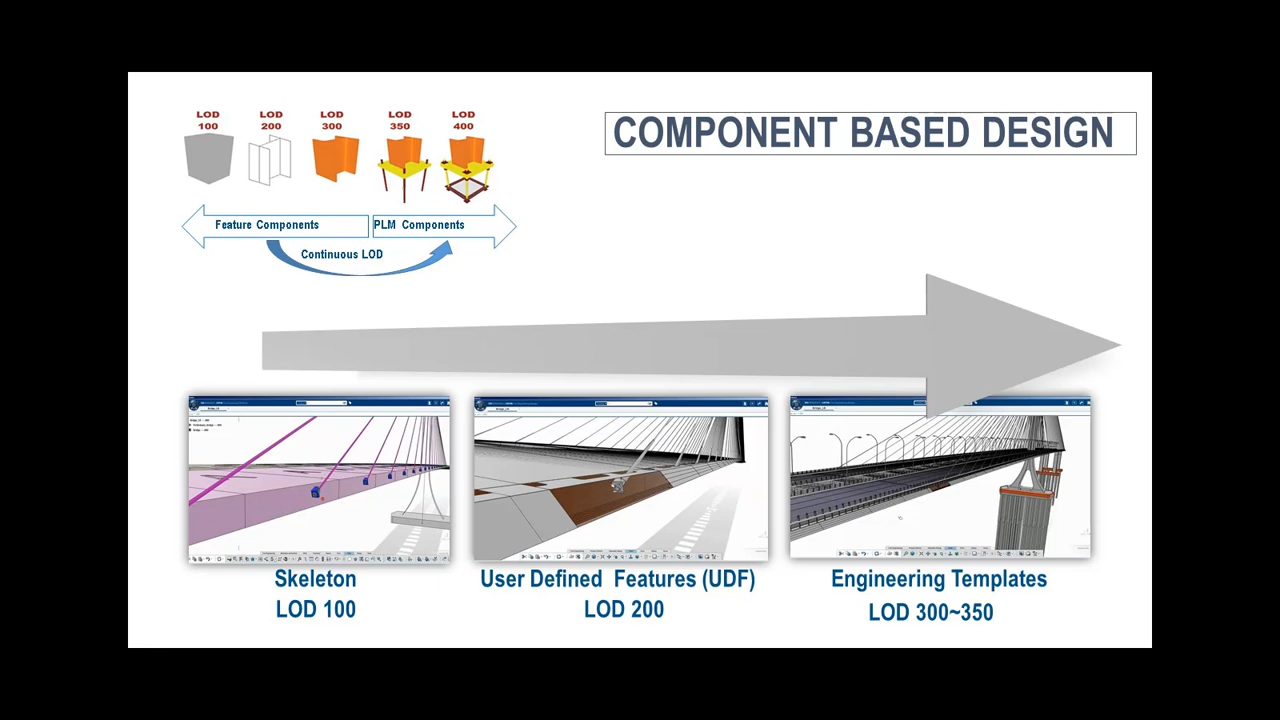 LOD LOD LOD LOD LOD
100 200 300 350 400
COMPONENT BASED DESIGN
Feature Components PLM Components
Continuous LOD
Skeleton
LOD 100
User Defined Features (UDF)
LOD 200
Engineering Templates
LOD 300~350